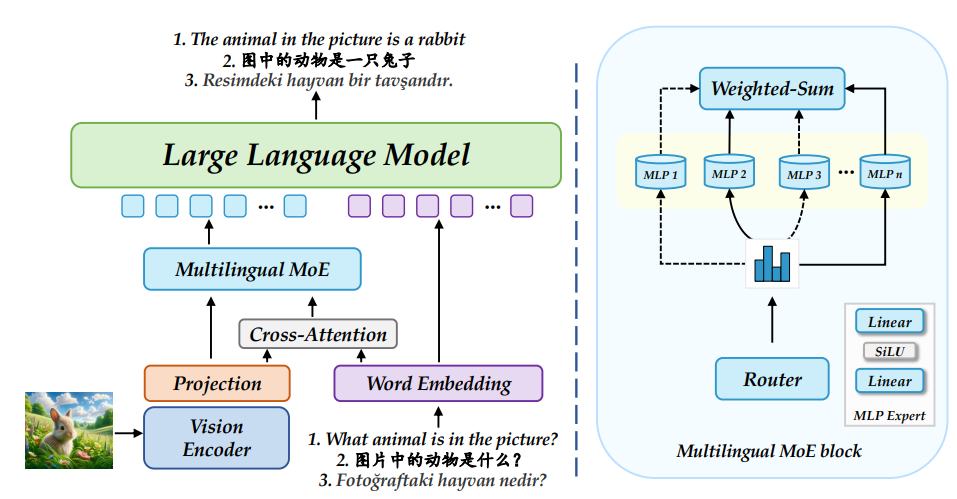 1. The animal in the picture is a rabbit
2. 图中的动物是一只兔子
3. Resimdeki hayvan bir tavşandır.
Large Language Model
...
...
Multilingual MoE
Cross-Attention
Projection
Word Embedding
Vision
Encoder
1. What animal is in the picture?
2. 图片中的动物是什么？
3. Fotoğraftaki hayvan nedir?
Weighted-Sum
MLP 1
MLP 2
MLP 3
...
MLP n
Router
Linear
SiLU
Linear
MLP Expert
Multilingual MoE block